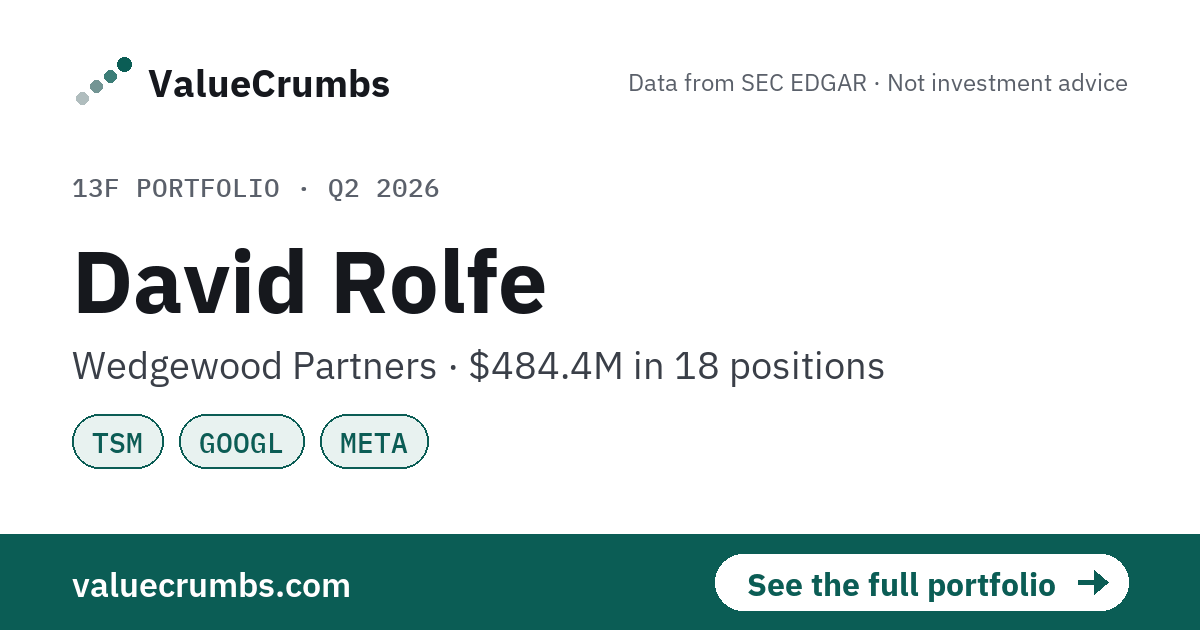 ValueCrumbs
Data from SEC EDGAR · Not investment advice
13F PORTFOLIO · Q2 2026
David Rolfe
Wedgewood Partners · $484.4M in 18 positions
TSM GOOGL META
valuecrumbs.com
See the full portfolio →